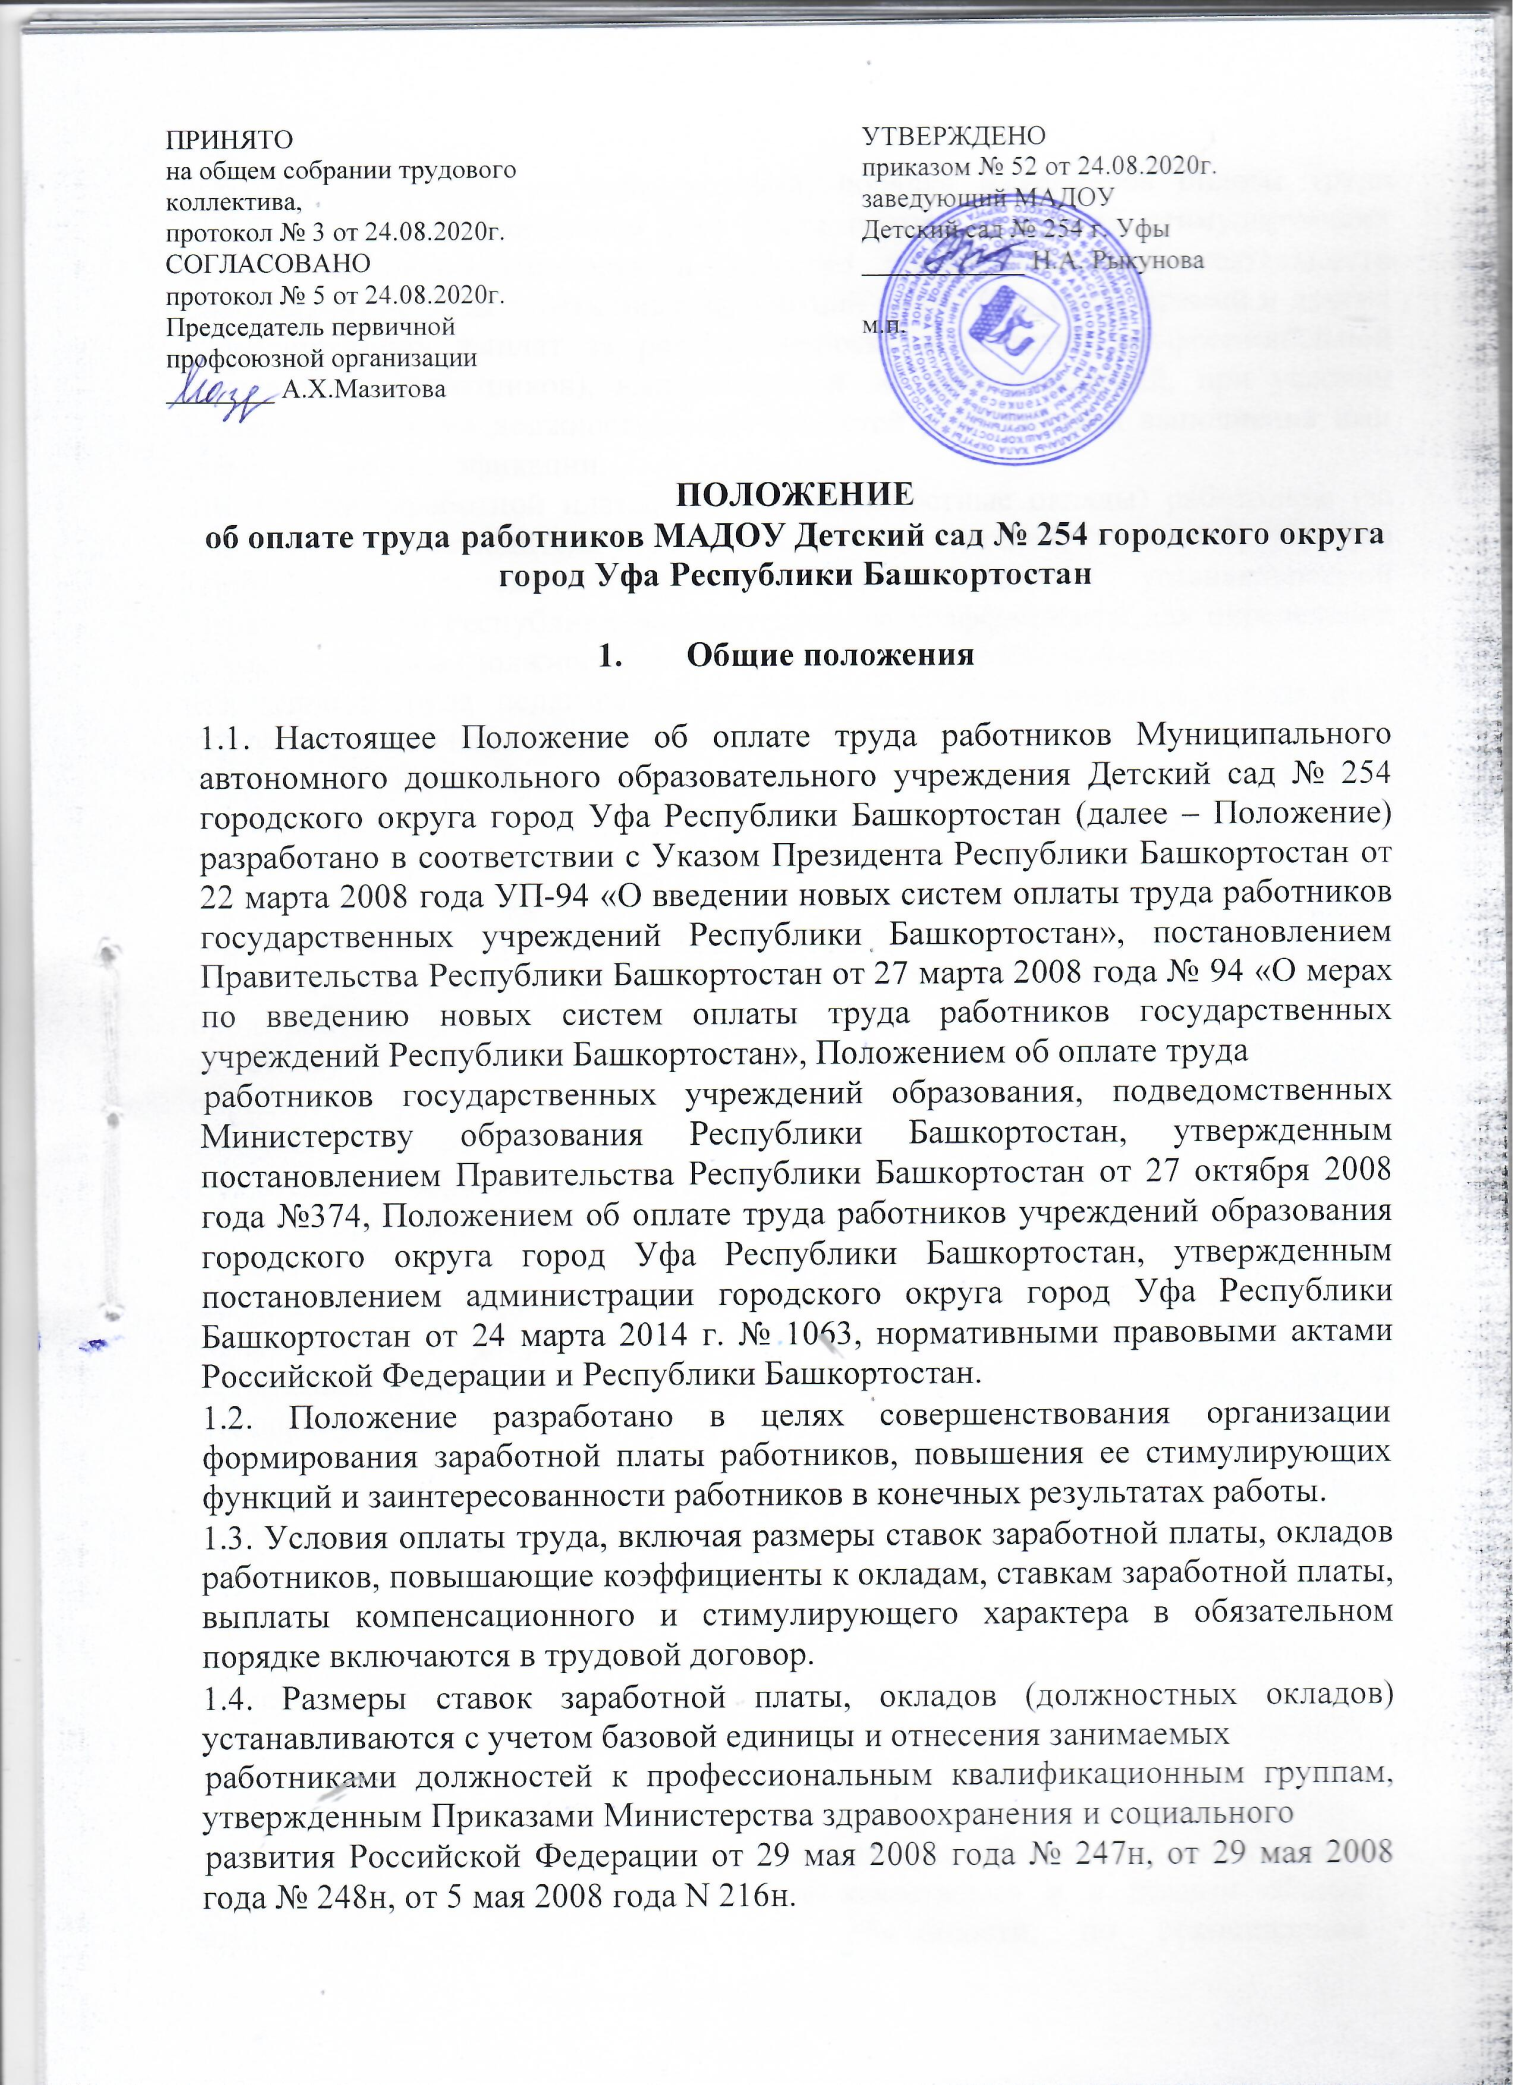 ПРИНЯТО
на общем собрании трудового
коллектива,
протокол № 3 от 24.08.2020г.
СОГЛАСОВАНО
протокол № 5 от 24.08.2020г.
Председатель первичной
профсоюзной организации
________ А.Х.Мазитова
УТВЕРЖДЕНО
приказом № 52 от 24.08.2020г.
заведующий МАДОУ
Детский сад № 254 г. Уфы
____________ Н.А. Рыкунова
м.п.
ПОЛОЖЕНИЕ
об оплате труда работников МАДОУ Детский сад № 254 городского округа
город Уфа Республики Башкортостан
1. Общие положения
1.1. Настоящее Положение об оплате труда работников Муниципального
автономного дошкольного образовательного учреждения Детский сад № 254
городского округа город Уфа Республики Башкортостан (далее – Положение)
разработано в соответствии с Указом Президента Республики Башкортостан от
22 марта 2008 года УП-94 «О введении новых систем оплаты труда работников
государственных учреждений Республики Башкортостан», постановлением
Правительства Республики Башкортостан от 27 марта 2008 года № 94 «О мерах
по введению новых систем оплаты труда работников государственных
учреждений Республики Башкортостан», Положением об оплате труда
работников государственных учреждений образования, подведомственных
Министерству образования Республики Башкортостан, утвержденным
постановлением Правительства Республики Башкортостан от 27 октября 2008
года №374, Положением об оплате труда работников учреждений образования
городского округа город Уфа Республики Башкортостан, утвержденным
постановлением администрации городского округа город Уфа Республики
Башкортостан от 24 марта 2014 г. № 1063, нормативными правовыми актами
Российской Федерации и Республики Башкортостан.
1.2. Положение разработано в целях совершенствования организации
формирования заработной платы работников, повышения ее стимулирующих
функций и заинтересованности работников в конечных результатах работы.
1.3. Условия оплаты труда, включая размеры ставок заработной платы, окладов
работников, повышающие коэффициенты к окладам, ставкам заработной платы,
выплаты компенсационного и стимулирующего характера в обязательном
порядке включаются в трудовой договор.
1.4. Размеры ставок заработной платы, окладов (должностных окладов)
устанавливаются с учетом базовой единицы и отнесения занимаемых
работниками должностей к профессиональным квалификационным группам,
утвержденным Приказами Министерства здравоохранения и социального
развития Российской Федерации от 29 мая 2008 года № 247н, от 29 мая 2008
года № 248н, от 5 мая 2008 года N 216н.